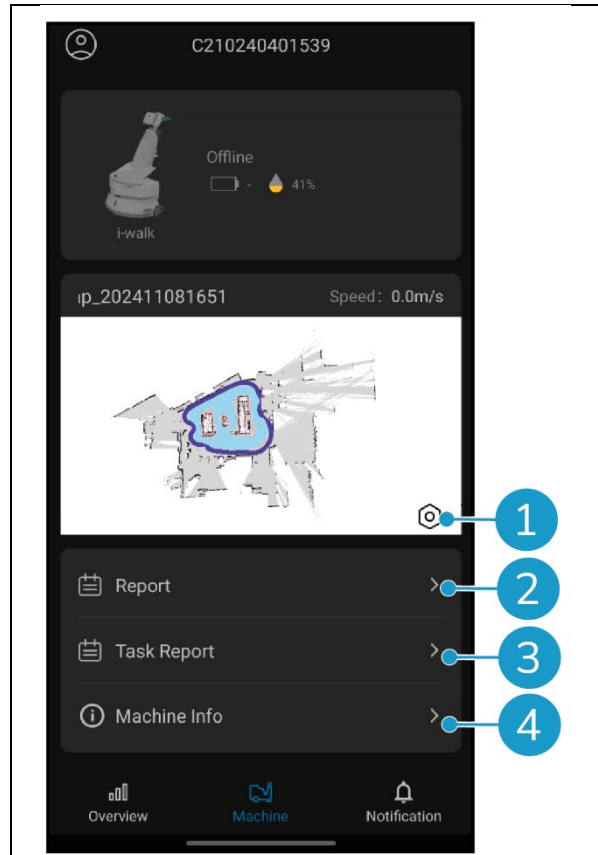 C210240401539
Offline
- 41%
i-walk
ıp_202411081651 Speed: 0.0m/s
1
Report 2
Task Report 3
Machine Info 4
Overview Machine Notification